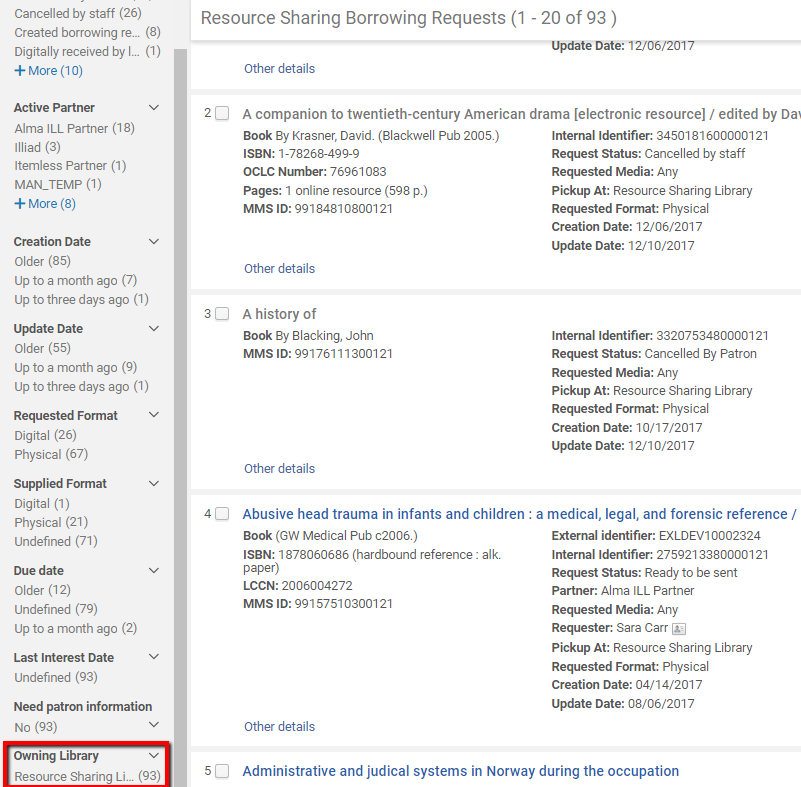 Cancelled by staff (26)
Created borrowing re... (8)
Digitally received by l... (1)
+ More (10)
Active Partner
Alma ILL Partner (18)
Illiad (3)
Itemless Partner (1)
MAN_TEMP (1)
+ More (8)
Creation Date
Older (85)
Up to a month ago (7)
Up to three days ago (1)
Update Date
Older (55)
Up to a month ago (9)
Up to three days ago (1)
Requested Format
Digital (26)
Physical (67)
Supplied Format
Digital (1)
Physical (21)
Undefined (71)
Due date
Older (12)
Undefined (79)
Up to a month ago (2)
Last Interest Date
Undefined (93)
Need patron information
No (93)
Owning Library
Resource Sharing Li... (93)
Resource Sharing Borrowing Requests (1 - 20 of 93 )
Update Date: 12/06/2017
Other details
2 A companion to twentieth-century American drama [electronic resource] / edited by Dav
Book By Krasner, David. (Blackwell Pub 2005.)
ISBN: 1-78268-499-9
OCLC Number: 76961083
Pages: 1 online resource (598 p.)
MMS ID: 99184810800121
Internal Identifier: 3450181600000121
Request Status: Cancelled by staff
Requested Media: Any
Pickup At: Resource Sharing Library
Requested Format: Physical
Creation Date: 12/06/2017
Update Date: 12/10/2017
Other details
3 A history of
Book By Blacking, John
MMS ID: 99176111300121
Internal Identifier: 3320753480000121
Request Status: Cancelled By Patron
Requested Media: Any
Pickup At: Resource Sharing Library
Requested Format: Physical
Creation Date: 10/17/2017
Update Date: 12/10/2017
Other details
4 Abusive head trauma in infants and children : a medical, legal, and forensic reference /
Book (GW Medical Pub c2006.)
ISBN: 1878060686 (hardbound reference : alk.
paper)
LCCN: 2006004272
MMS ID: 99157510300121
External identifier: EXLDEV10002324
Internal Identifier: 2759213380000121
Request Status: Ready to be sent
Partner: Alma ILL Partner
Requested Media: Any
Requester: Sara Carr
Pickup At: Resource Sharing Library
Requested Format: Physical
Creation Date: 04/14/2017
Update Date: 08/06/2017
Other details
5 Administrative and judical systems in Norway during the occupation